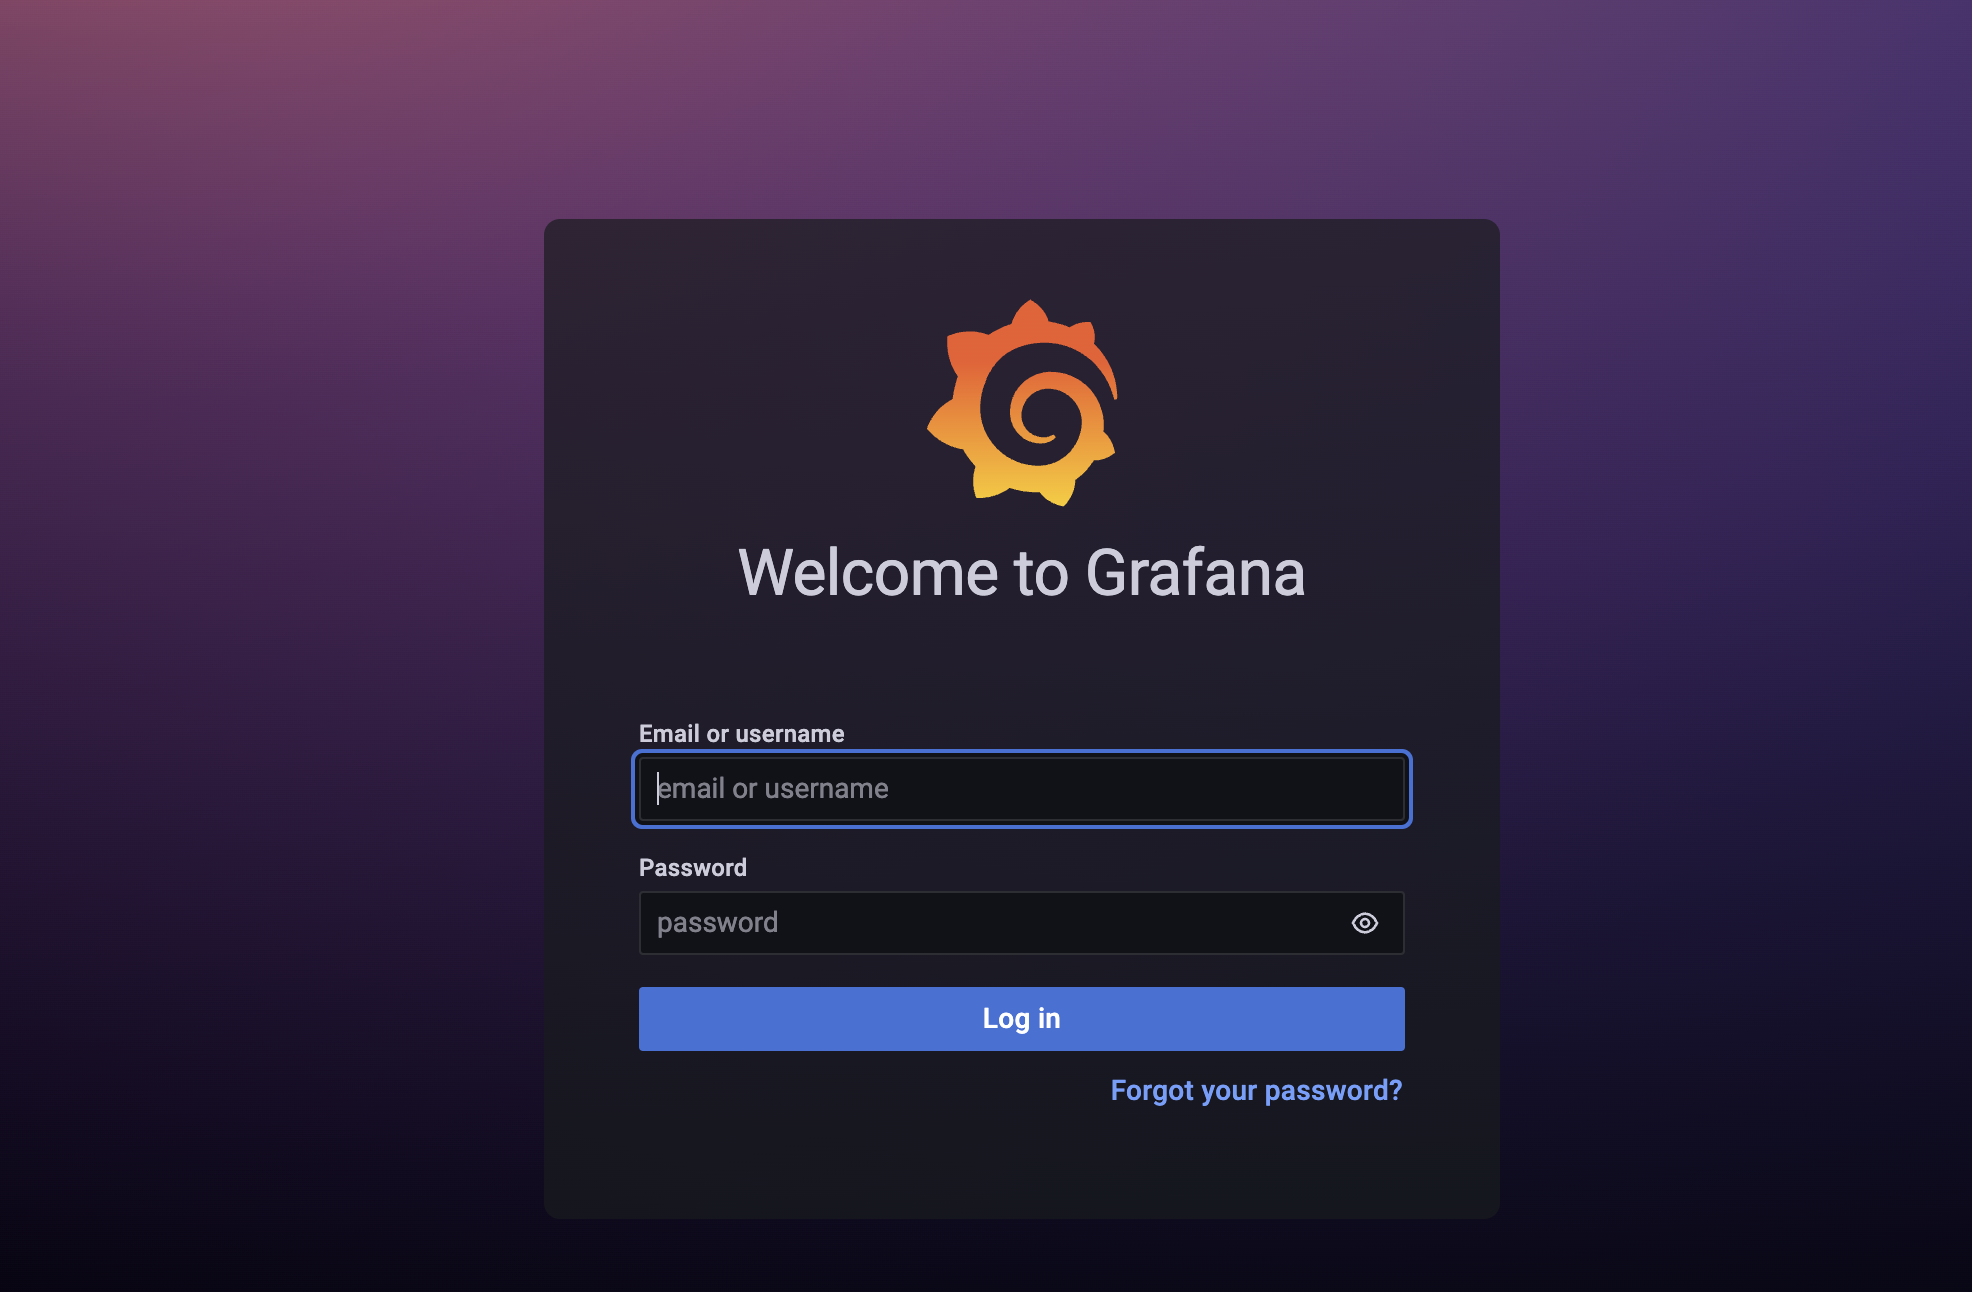 Welcome to Grafana
Email or username
email or username
Password
password
Log in
Forgot your password?